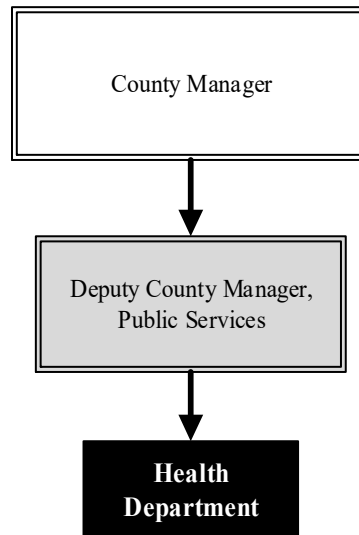 County Manager
Deputy County Manager,
Public Services
Health
Department